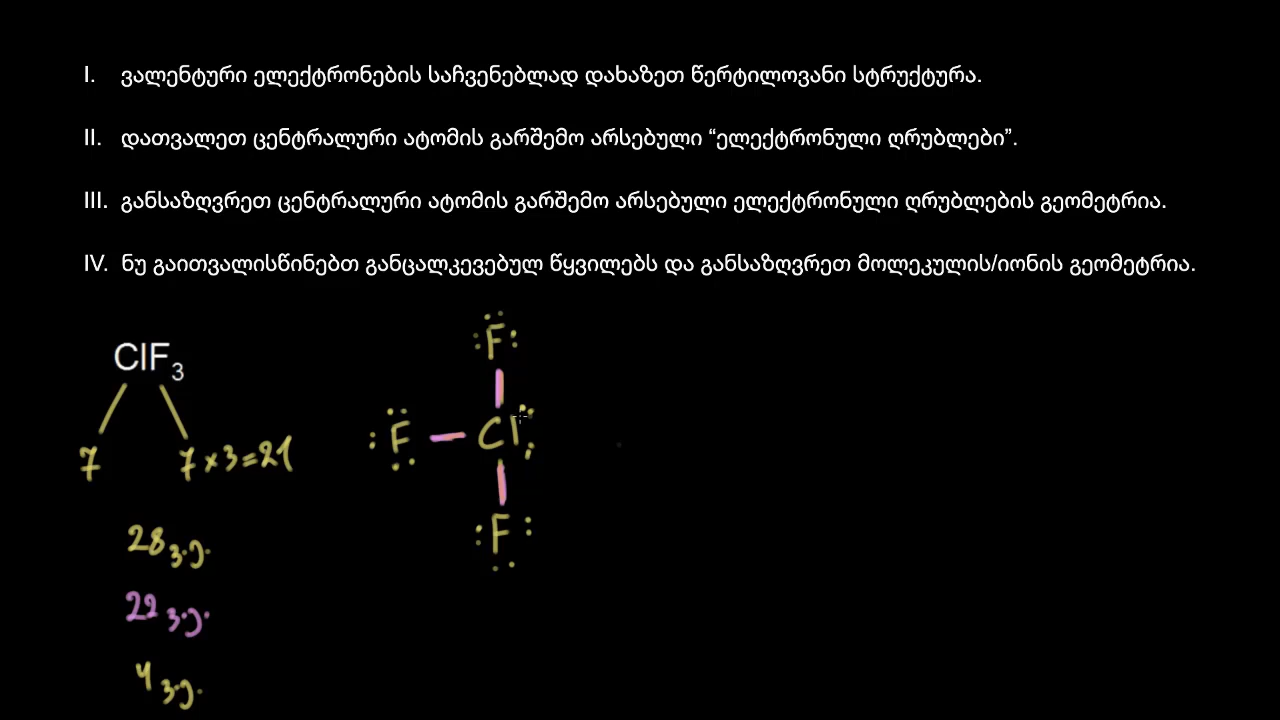 I. ვალენტური ელექტრონების საჩვენებლად დახაზეთ წერტილოვანი სტრუქტურა.
II. დათვალეთ ცენტრალური ატომის გარშემო არსებული “ელექტრონული ღრუბლები”.
III. განსაზღვრეთ ცენტრალური ატომის გარშემო არსებული ელექტრონული ღრუბლების გეომეტრია.
IV. ნუ გაითვალისწინებთ განცალკევებულ წყვილებს და განსაზღვრეთ მოლეკულის/იონის გეომეტრია.
ClF₃
7 7×3=21
28 ვ.ე.
22 ვ.ე.
4 ვ.ე.
F
F Cl
F